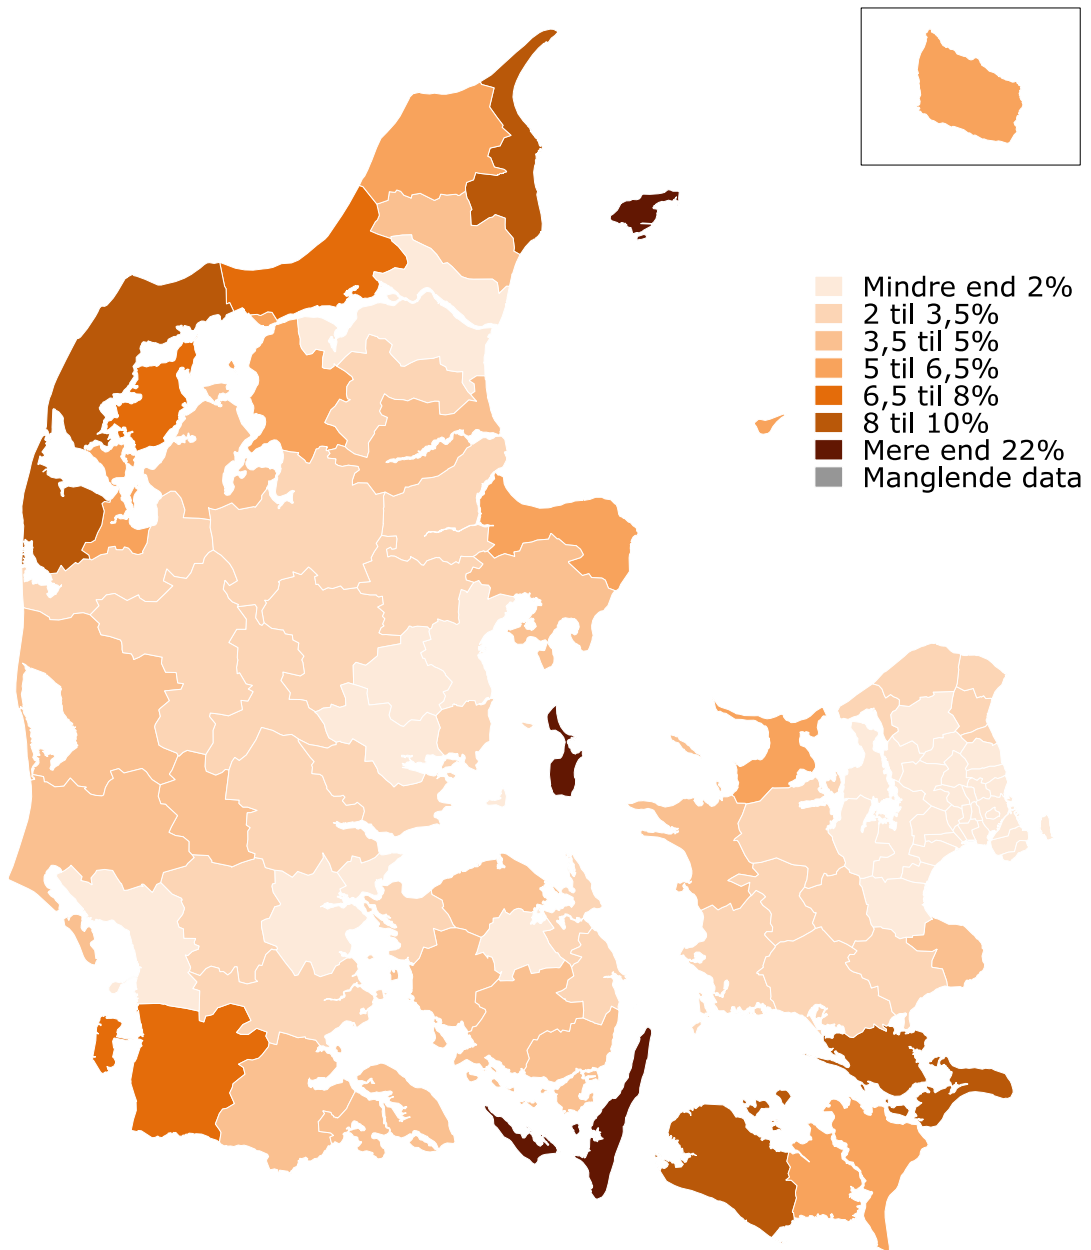 Mindre end 2%
2 til 3,5%
3,5 til 5%
5 til 6,5%
6,5 til 8%
8 til 10%
Mere end 22%
Manglende data